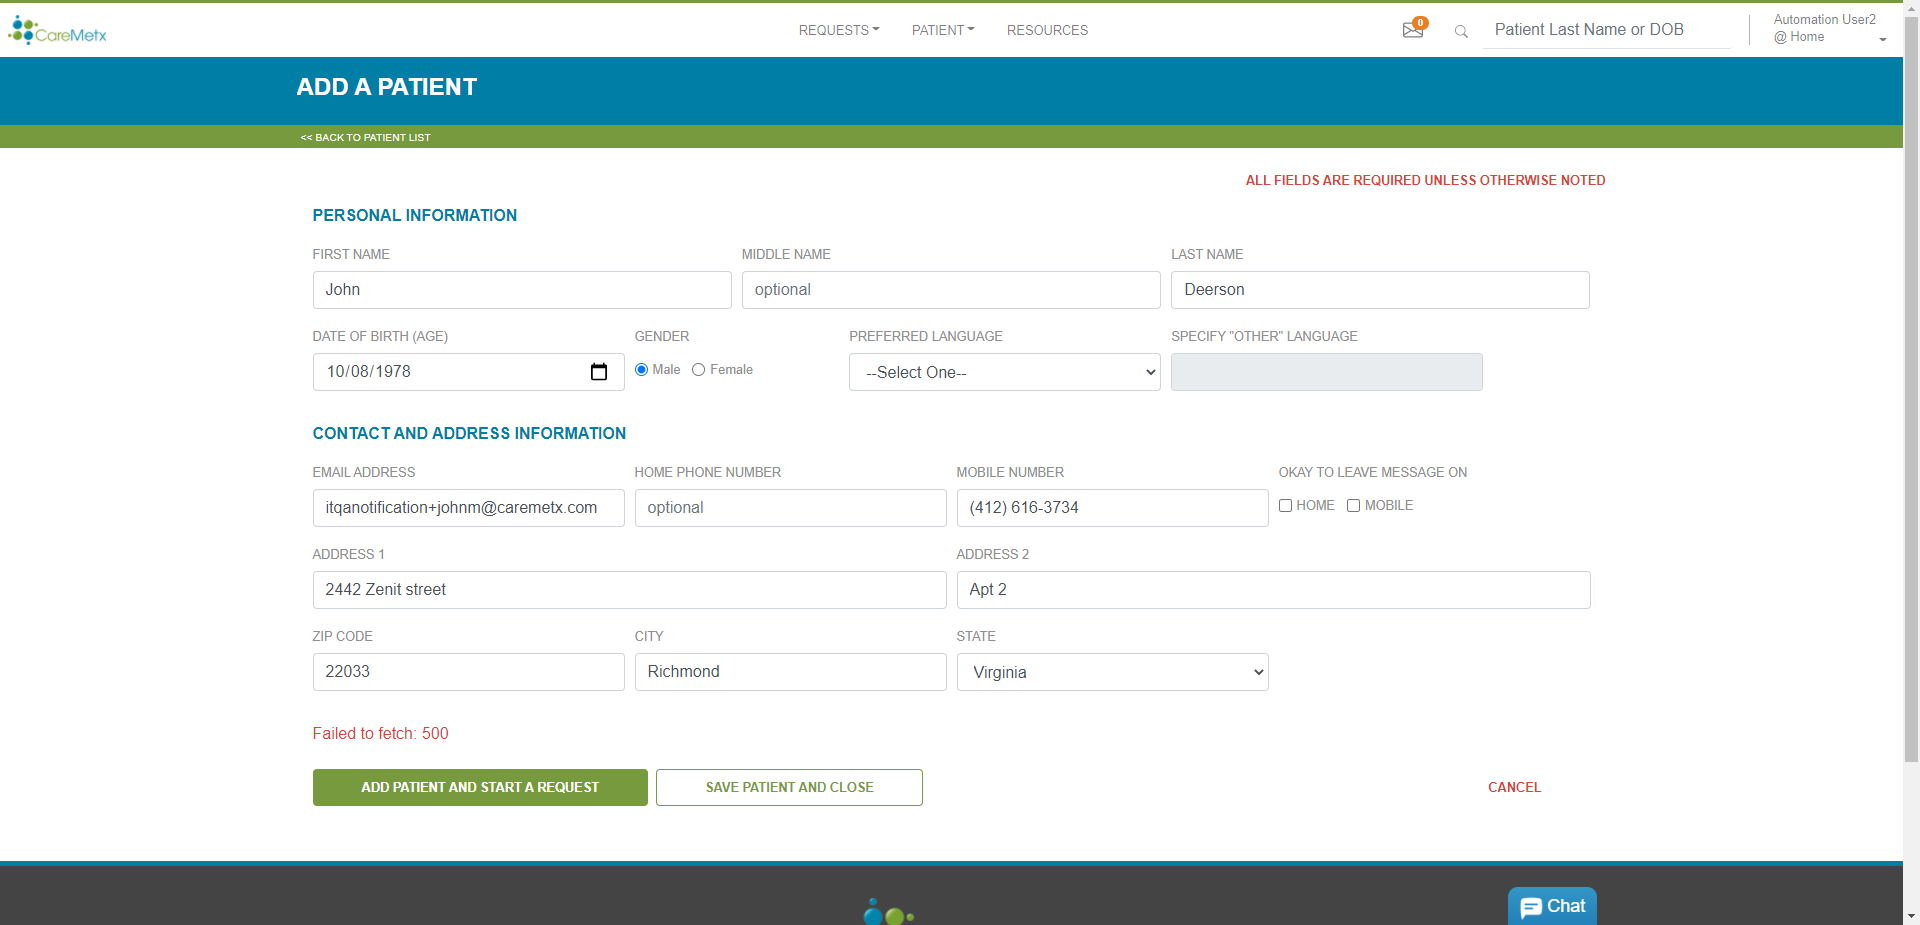 CareMetx
REQUESTS PATIENT RESOURCES
0
Patient Last Name or DOB
Automation User2
@ Home
ADD A PATIENT
<< BACK TO PATIENT LIST
ALL FIELDS ARE REQUIRED UNLESS OTHERWISE NOTED
PERSONAL INFORMATION
FIRST NAME MIDDLE NAME LAST NAME
John optional Deerson
DATE OF BIRTH (AGE) GENDER PREFERRED LANGUAGE SPECIFY "OTHER" LANGUAGE
10/08/1978 Male Female --Select One--
CONTACT AND ADDRESS INFORMATION
EMAIL ADDRESS HOME PHONE NUMBER MOBILE NUMBER OKAY TO LEAVE MESSAGE ON
itqanotification+johnm@caremetx.com optional (412) 616-3734 HOME MOBILE
ADDRESS 1 ADDRESS 2
2442 Zenit street Apt 2
ZIP CODE CITY STATE
22033 Richmond Virginia
Failed to fetch: 500
ADD PATIENT AND START A REQUEST SAVE PATIENT AND CLOSE CANCEL
Chat